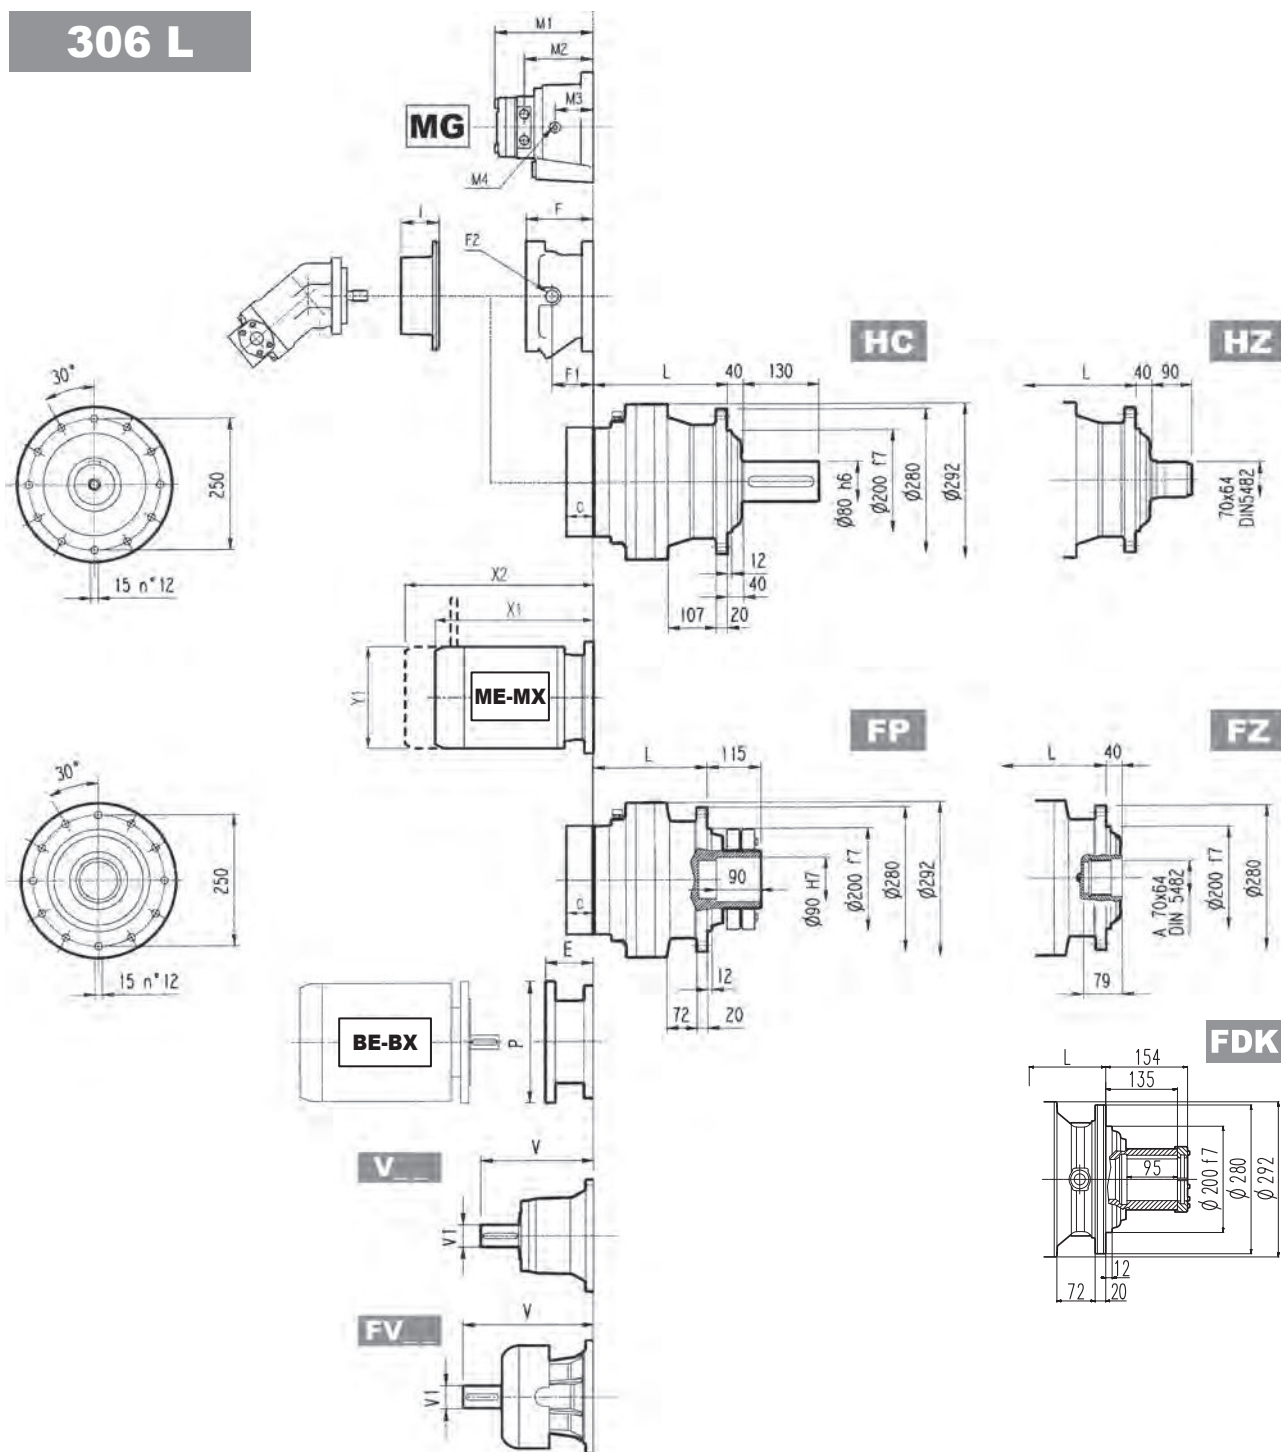 306 L
M1
M2
M3
MG
M4
I
F
F2
HC
HZ
30°
F1
L
40
130
L
40
90
250
C
Ø80 h6
Ø200 f7
Ø280
Ø292
70x64
DIN5482
15 n°12
12
40
X2
107
20
X1
ME-MX
Y1
FP
FZ
L
115
L
40
30°
250
90
Ø90 H7
Ø200 f7
Ø280
Ø292
A 70x64
DIN 5482
Ø200 f7
Ø280
C
E
15 n°12
12
79
72
20
BE-BX
P
FDK
L
154
135
V
V__
95
Ø 200 f7
Ø 280
Ø 292
V1
12
72
20
V
FV__
V1